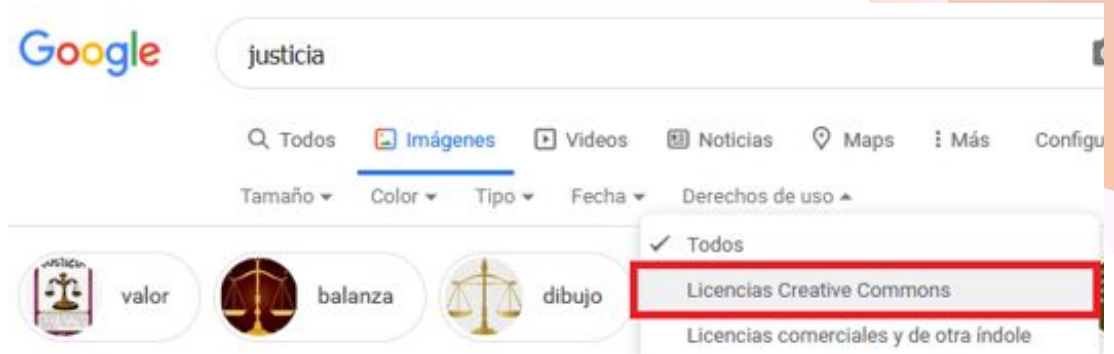 Google justicia
Todos Imágenes Videos Noticias Maps Más Configu
Tamaño Color Tipo Fecha Derechos de uso
Todos
valor balanza dibujo Licencias Creative Commons
Licencias comerciales y de otra índole